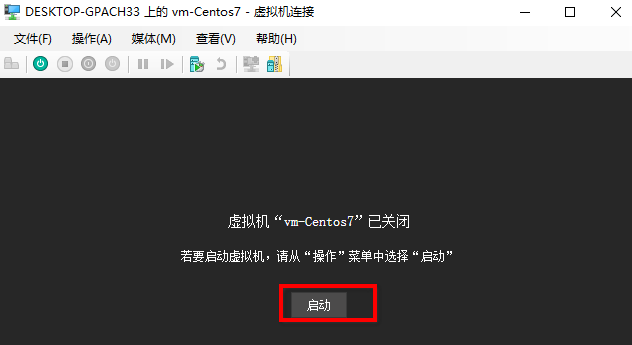 DESKTOP-GPACH33 上的 vm-Centos7 - 虚拟机连接
文件(F) 操作(A) 媒体(M) 查看(V) 帮助(H)
虚拟机“vm-Centos7”已关闭
若要启动虚拟机，请从“操作”菜单中选择“启动”
启动